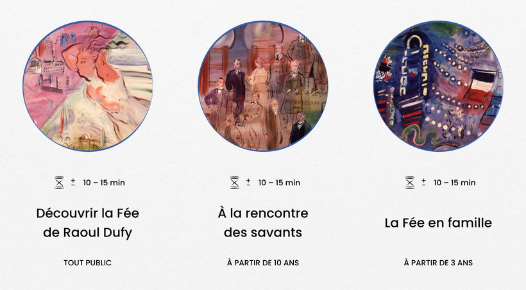 ± 10 – 15 min
Découvrir la Fée
de Raoul Dufy
TOUT PUBLIC
± 10 – 15 min
À la rencontre
des savants
À PARTIR DE 10 ANS
± 10 – 15 min
La Fée en famille
À PARTIR DE 3 ANS